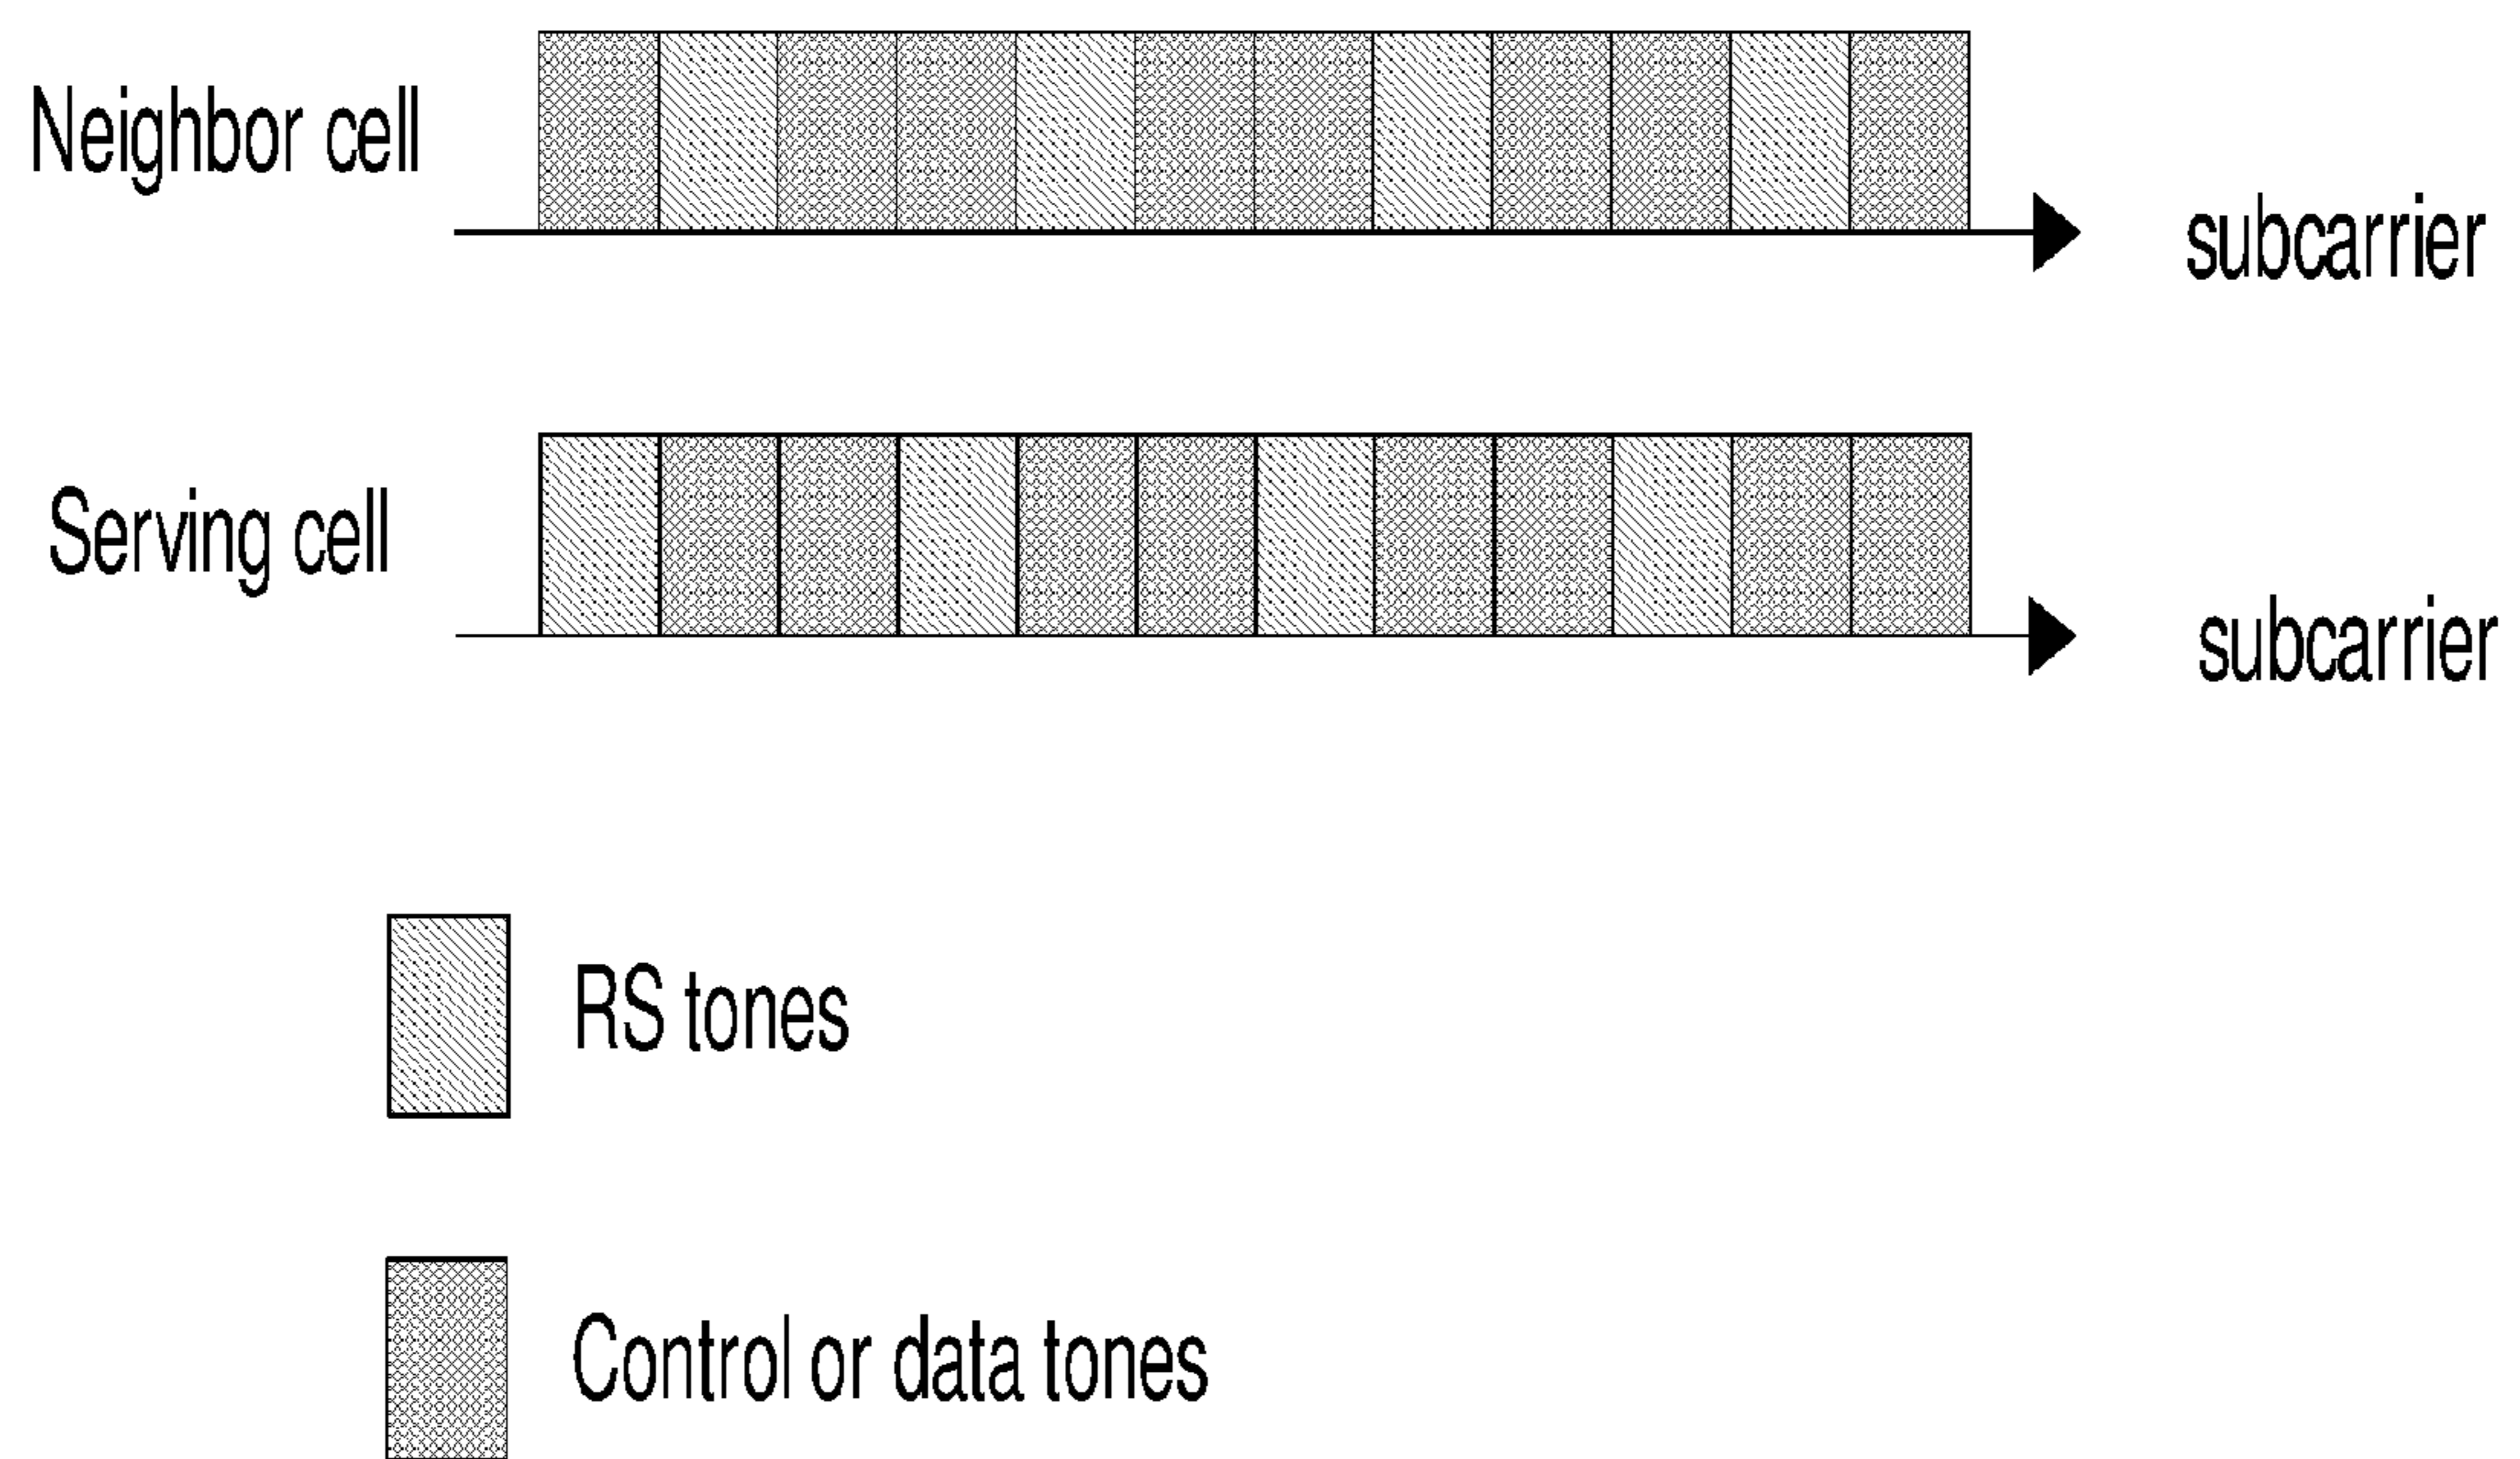 Neighbor cell
subcarrier
Serving cell
subcarrier
RS tones
Control or data tones